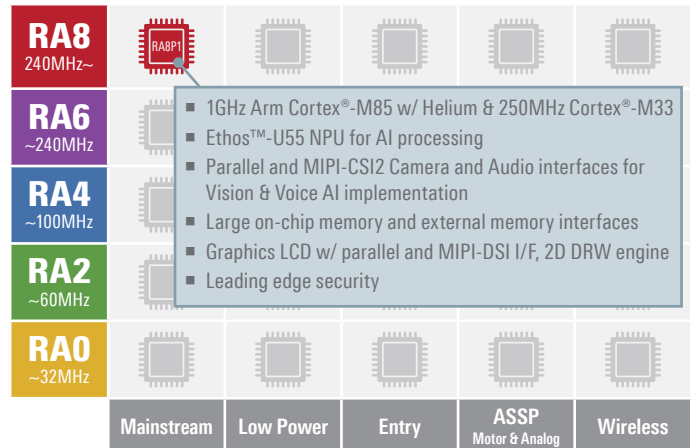 RA8
240MHz~
RA8P1
■ 1GHz Arm Cortex®-M85 w/ Helium & 250MHz Cortex®-M33
■ Ethos™-U55 NPU for AI processing
■ Parallel and MIPI-CSI2 Camera and Audio interfaces for
Vision & Voice AI implementation
■ Large on-chip memory and external memory interfaces
■ Graphics LCD w/ parallel and MIPI-DSI I/F, 2D DRW engine
■ Leading edge security
RA6
~240MHz
RA4
~100MHz
RA2
~60MHz
RA0
~32MHz
Mainstream
Low Power
Entry
ASSP
Motor & Analog
Wireless